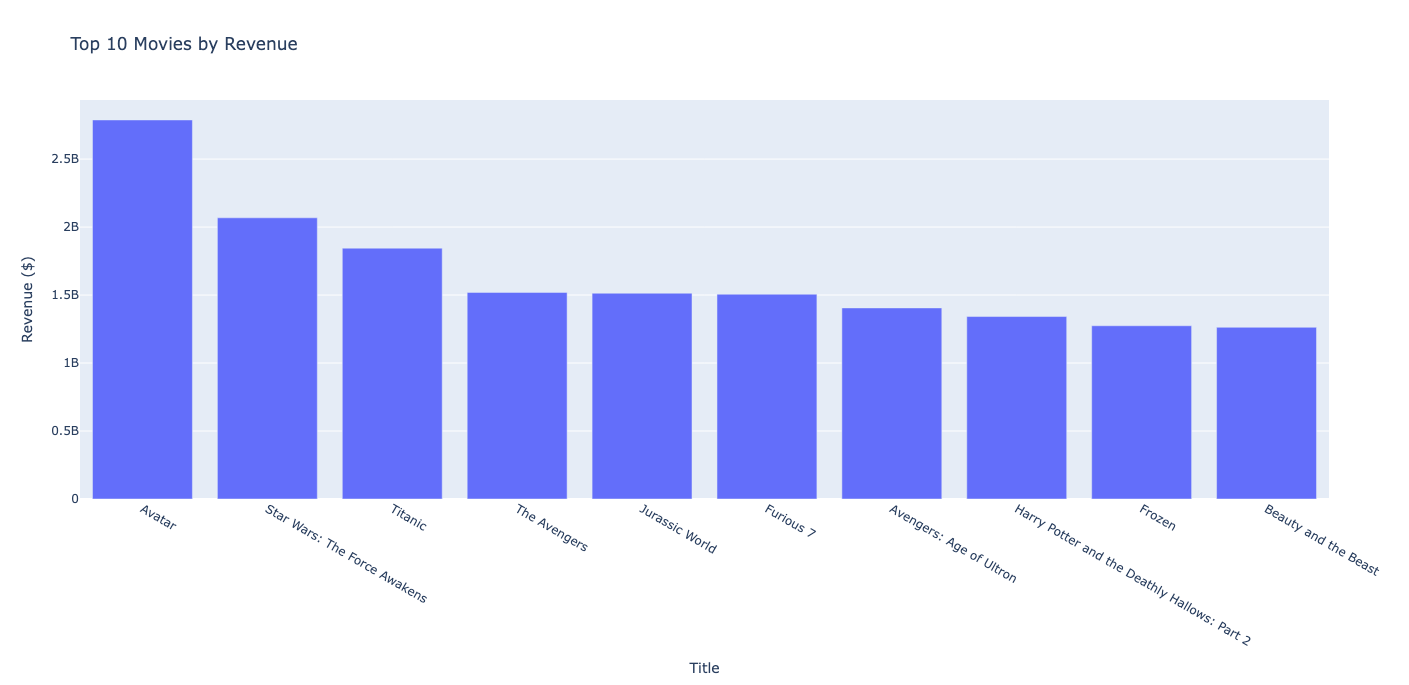 Top 10 Movies by Revenue
2.5B
2B
1.5B
1B
0.5B
0
Revenue ($)
Avatar
Star Wars: The Force Awakens
Titanic
The Avengers
Jurassic World
Furious 7
Avengers: Age of Ultron
Harry Potter and the Deathly Hallows: Part 2
Frozen
Beauty and the Beast
Title